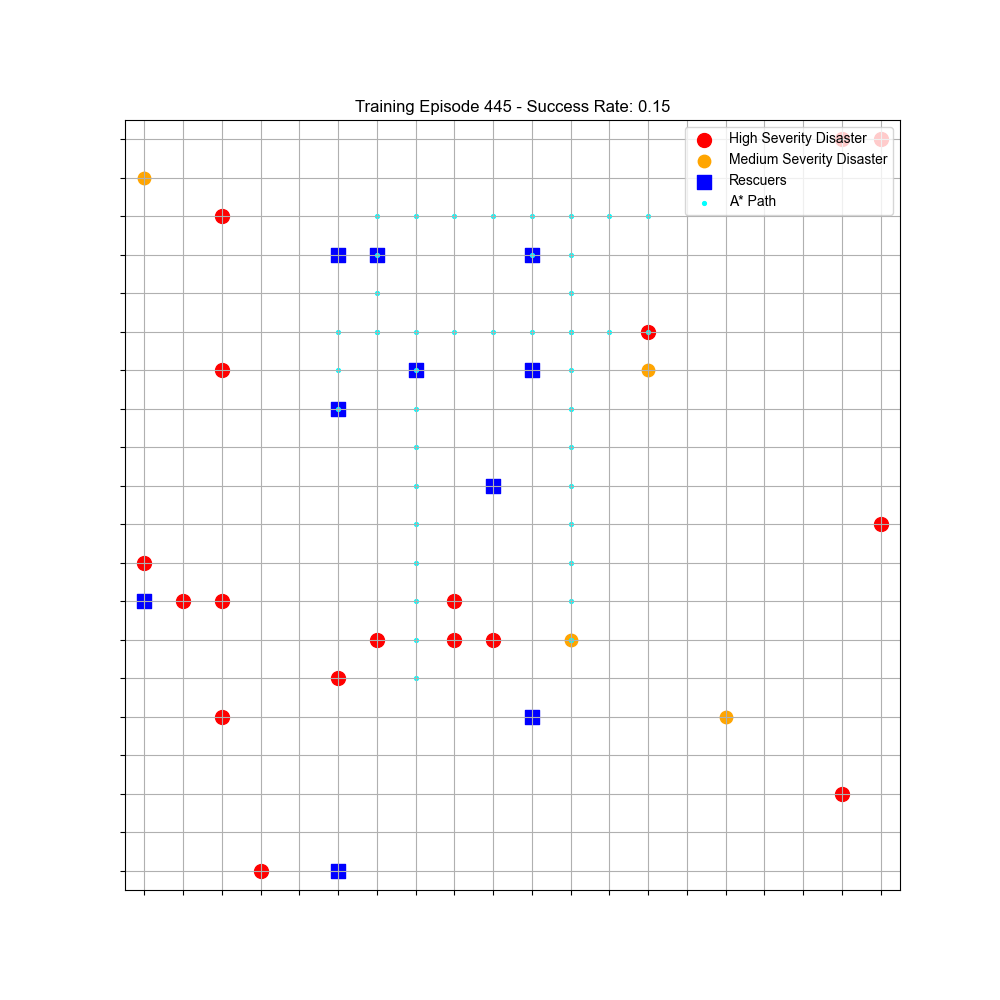 Training Episode 445 - Success Rate: 0.15
High Severity Disaster
Medium Severity Disaster
Rescuers
A* Path